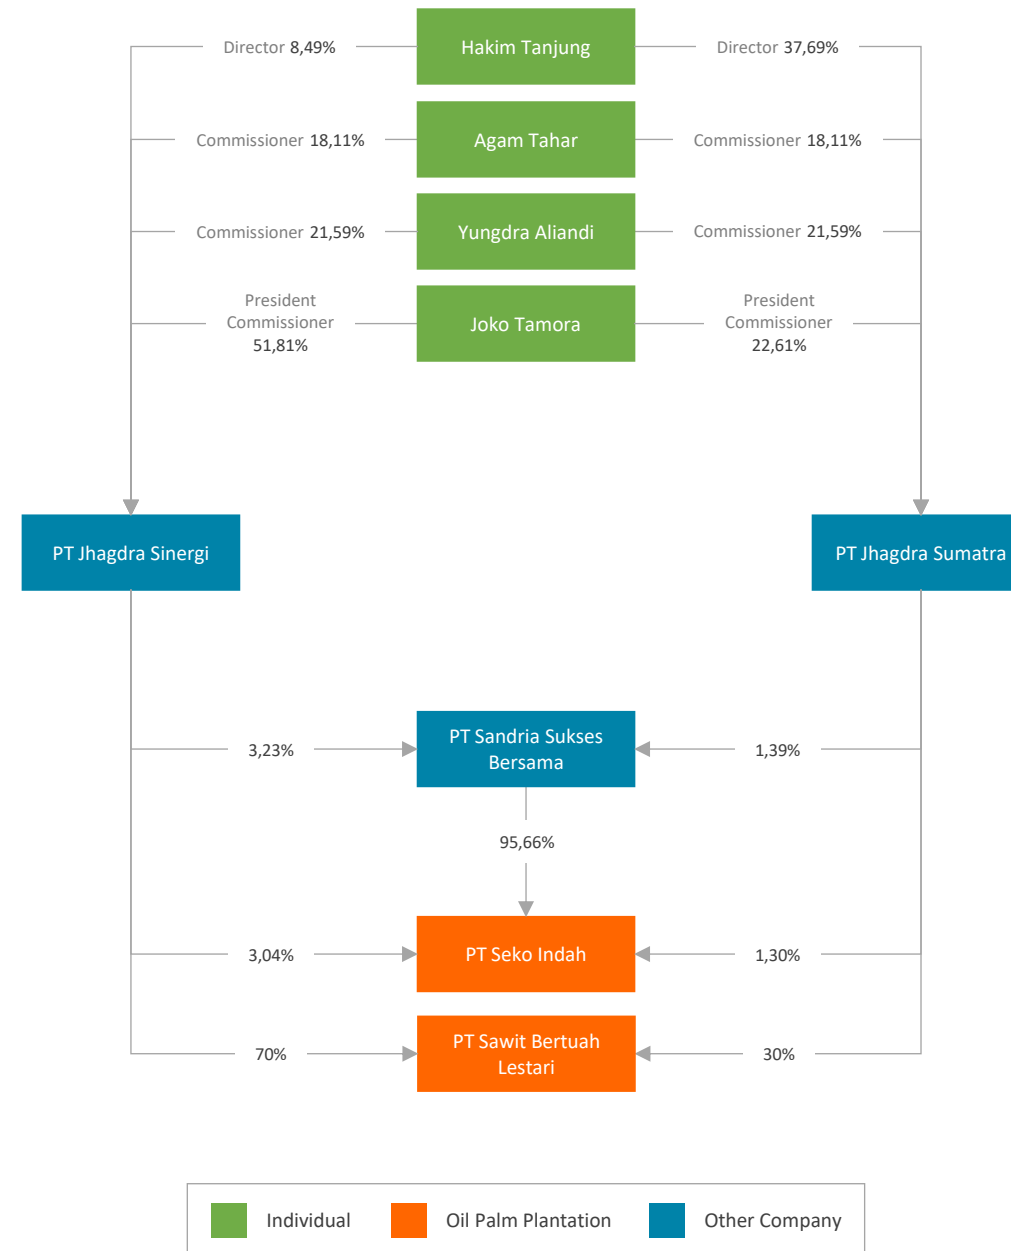 Director 8,49%
Hakim Tanjung
Director 37,69%
Commissioner 18,11%
Agam Tahar
Commissioner 18,11%
Commissioner 21,59%
Yungdra Aliandi
Commissioner 21,59%
President
Commissioner
51,81%
Joko Tamora
President
Commissioner
22,61%
PT Jhagdra Sinergi
PT Jhagdra Sumatra
3,23%
PT Sandria Sukses
Bersama
1,39%
95,66%
3,04%
PT Seko Indah
1,30%
70%
PT Sawit Bertuah
Lestari
30%
Individual
Oil Palm Plantation
Other Company